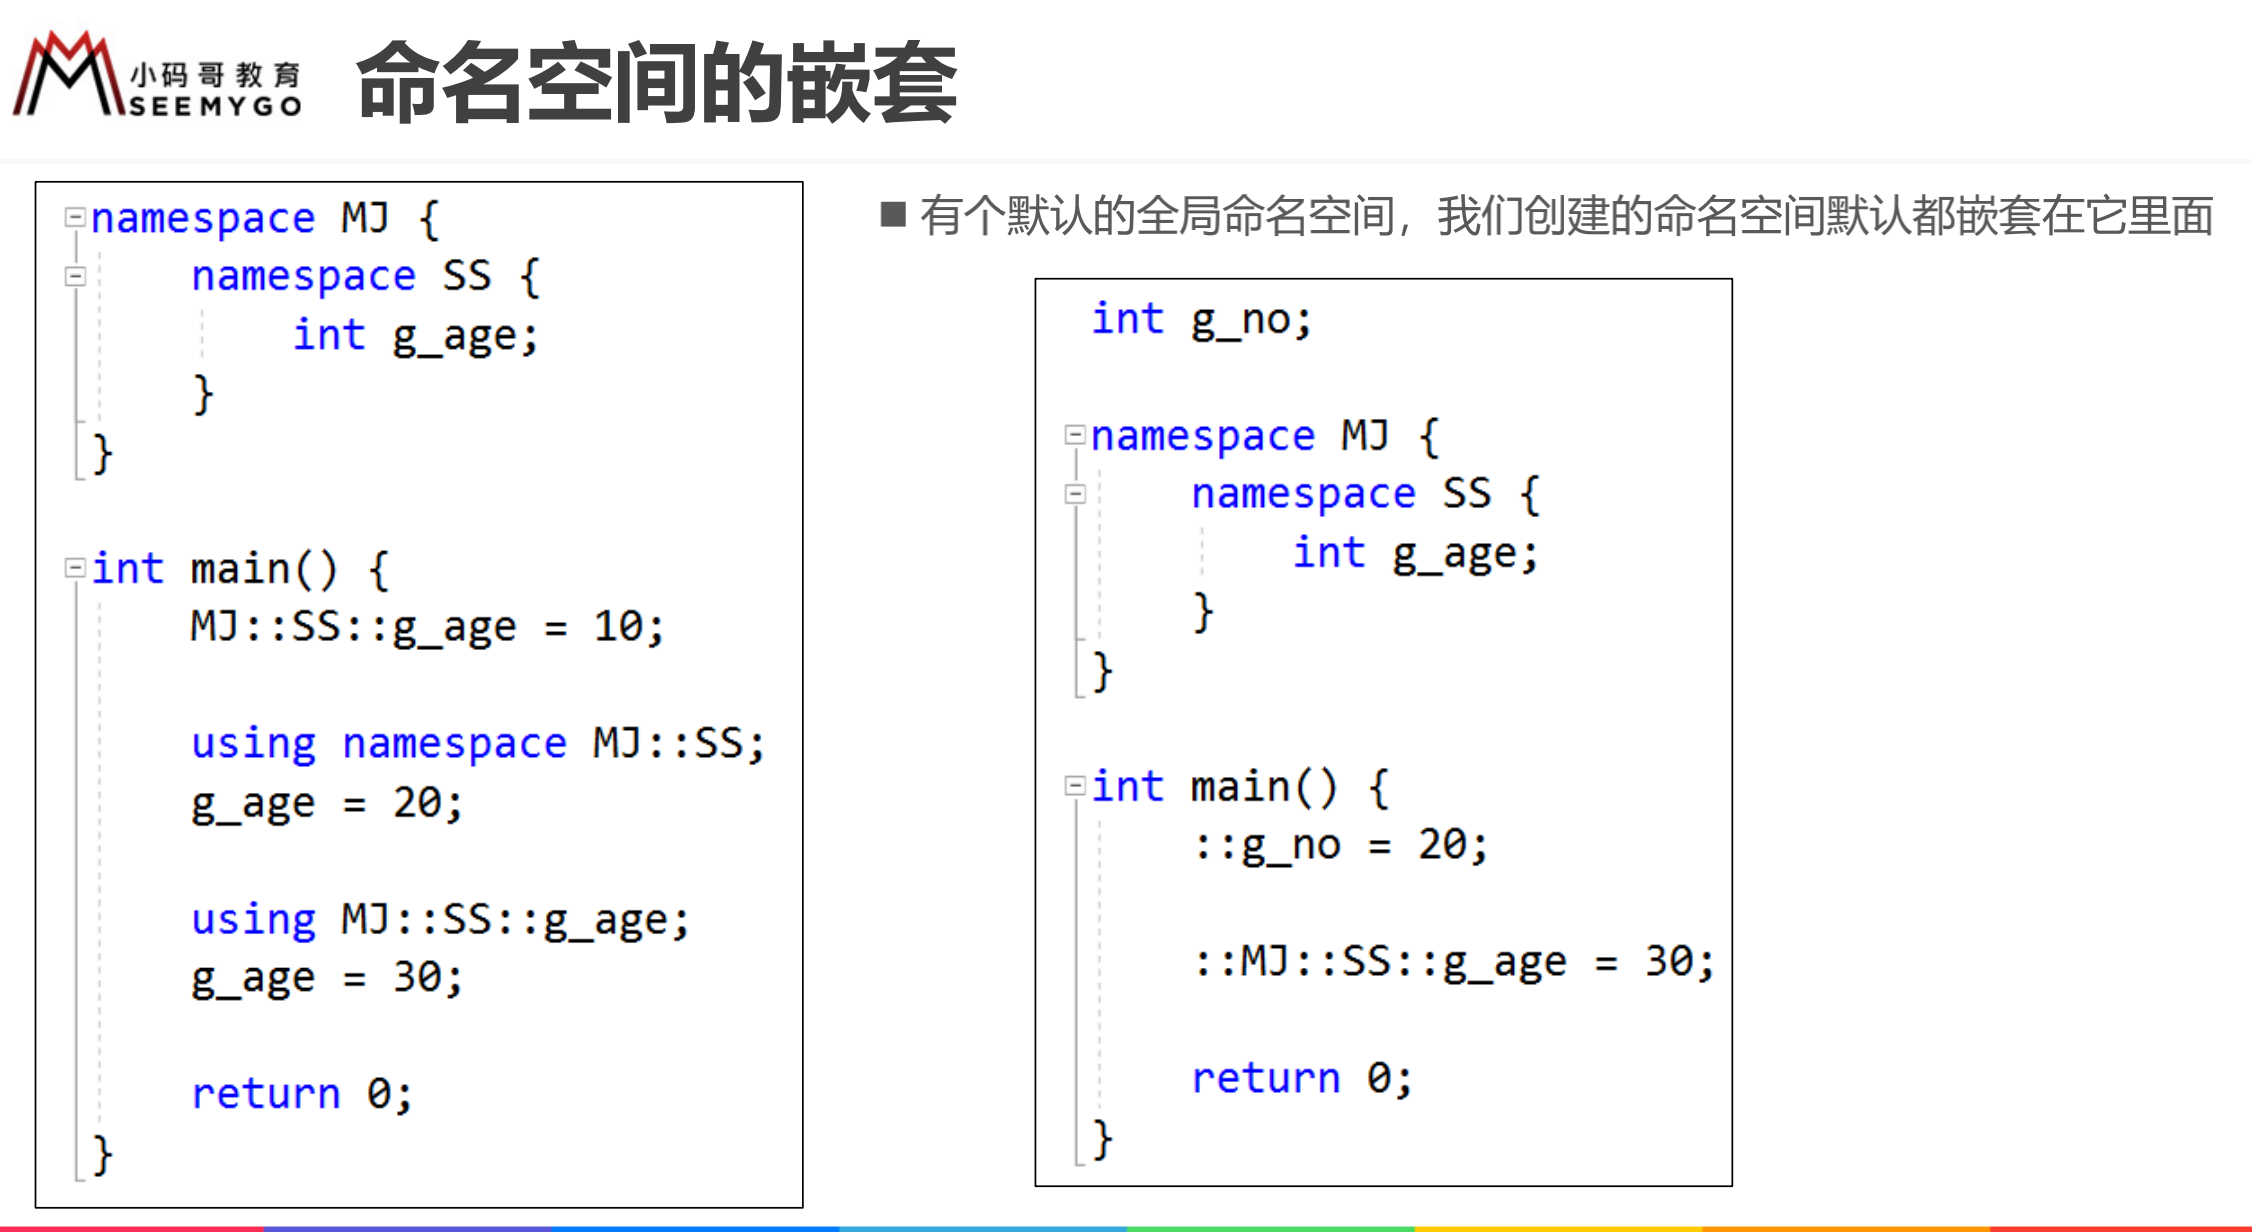 小码哥教育
SEEMYGO
命名空间的嵌套
namespace MJ {
    namespace SS {
        int g_age;
    }
}

int main() {
    MJ::SS::g_age = 10;

    using namespace MJ::SS;
    g_age = 20;

    using MJ::SS::g_age;
    g_age = 30;

    return 0;
}
■ 有个默认的全局命名空间，我们创建的命名空间默认都嵌套在它里面
int g_no;

namespace MJ {
    namespace SS {
        int g_age;
    }
}

int main() {
    ::g_no = 20;

    ::MJ::SS::g_age = 30;

    return 0;
}